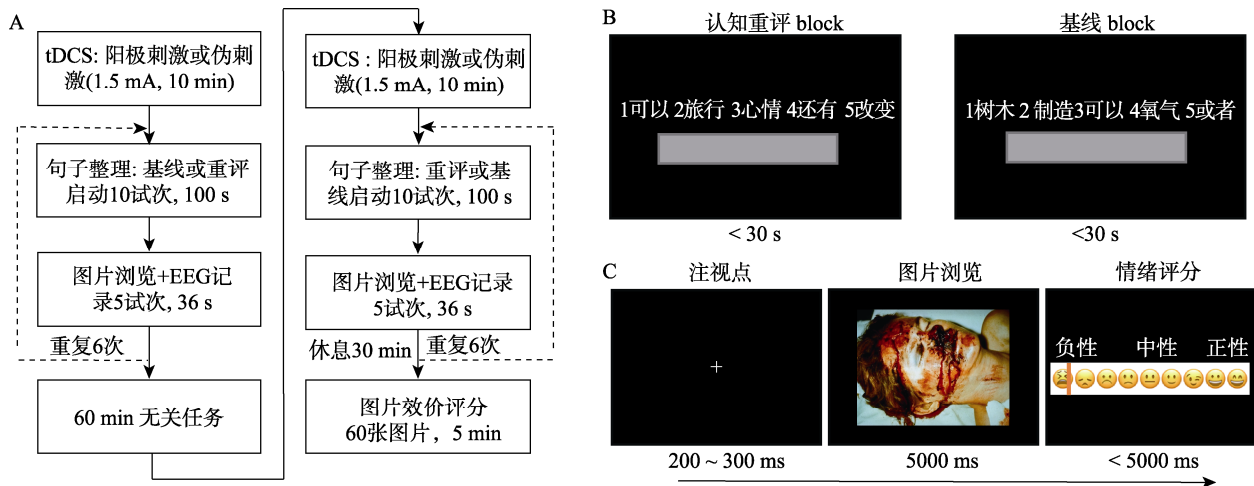 A
tDCS: 阳极刺激或伪刺
激(1.5 mA, 10 min)
句子整理: 基线或重评
启动10试次, 100 s
图片浏览+EEG记
录5试次, 36 s
重复6次
60 min 无关任务
tDCS : 阳极刺激或伪刺
激(1.5 mA, 10 min)
句子整理: 重评或基
线启动10试次, 100 s
图片浏览+EEG记录
5试次, 36 s
休息30 min
重复6次
图片效价评分
60张图片，5 min
B
认知重评 block
1可以 2旅行 3心情 4还有 5改变
< 30 s
基线 block
1树木 2 制造3可以 4氧气 5或者
<30 s
C
注视点
+
200 ~ 300 ms
图片浏览
5000 ms
情绪评分
负性 中性 正性
< 5000 ms